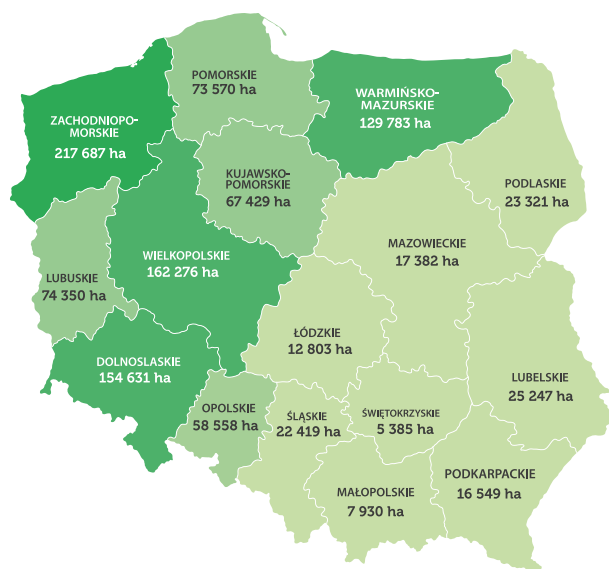 POMORSKIE
73 570 ha
WARMIŃSKO-
MAZURSKIE
129 783 ha
ZACHODNIOPO-
MORSKIE
217 687 ha
KUJAWSKO-
POMORSKIE
67 429 ha
PODLASKIE
23 321 ha
MAZOWIECKIE
17 382 ha
WIELKOPOLSKIE
162 276 ha
LUBUSKIE
74 350 ha
ŁÓDZKIE
12 803 ha
DOLNOSLASKIE
154 631 ha
LUBELSKIE
25 247 ha
OPOLSKIE
58 558 ha
ŚLĄSKIE
22 419 ha
ŚWIĘTOKRZYSKIE
5 385 ha
PODKARPACKIE
16 549 ha
MAŁOPOLSKIE
7 930 ha